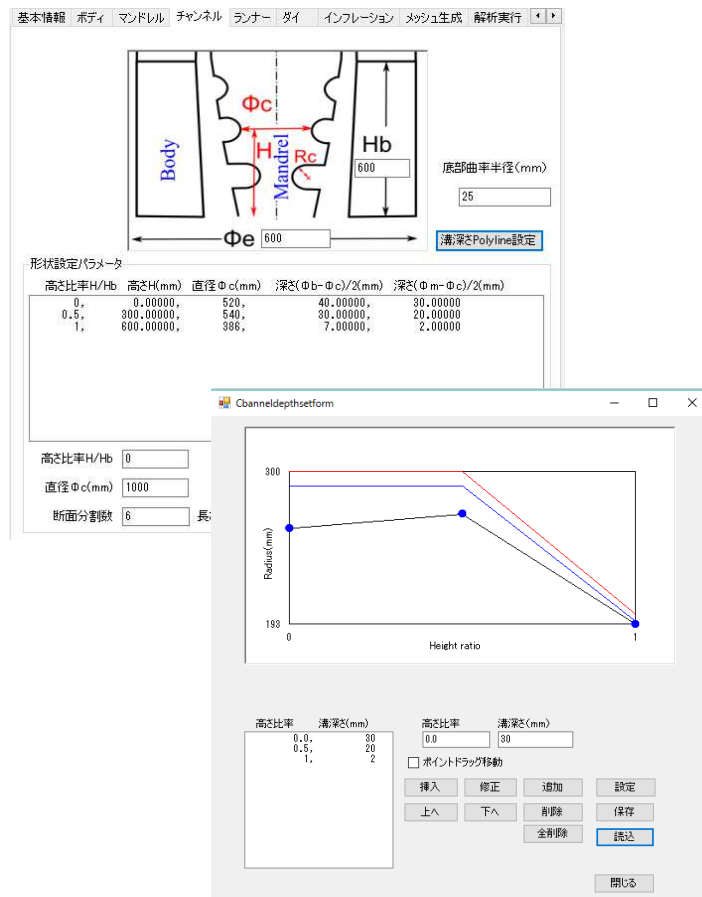 基本情報 ボディ マンドレル チャンネル ランナー ダイ インフレーション メッシュ生成 解析実行
Φc
H
Rc
Body
Mandrel
Hb
600
Φe 600
底部曲率半径(mm)
25
溝深さPolyline設定
形状設定パラメータ
高さ比率H/Hb 高さH(mm) 直径Φc(mm) 深さ(Φb-Φc)/2(mm) 深さ(Φm-Φc)/2(mm)
0, 0.00000, 520, 40.00000, 30.00000
0.5, 300.00000, 540, 30.00000, 20.00000
1, 600.00000, 386, 7.00000, 2.00000
高さ比率H/Hb 0
直径Φc(mm) 1000
断面分割数 6 長
Cbanneldepthsetform
300
Radius(mm)
193
0 1
Height ratio
高さ比率 溝深さ(mm)
0.0, 30
0.5, 20
1, 2
高さ比率 溝深さ(mm)
0.0 30
ポイントドラッグ移動
挿入 修正 追加 設定
上へ 下へ 削除 保存
全削除 読込
閉じる